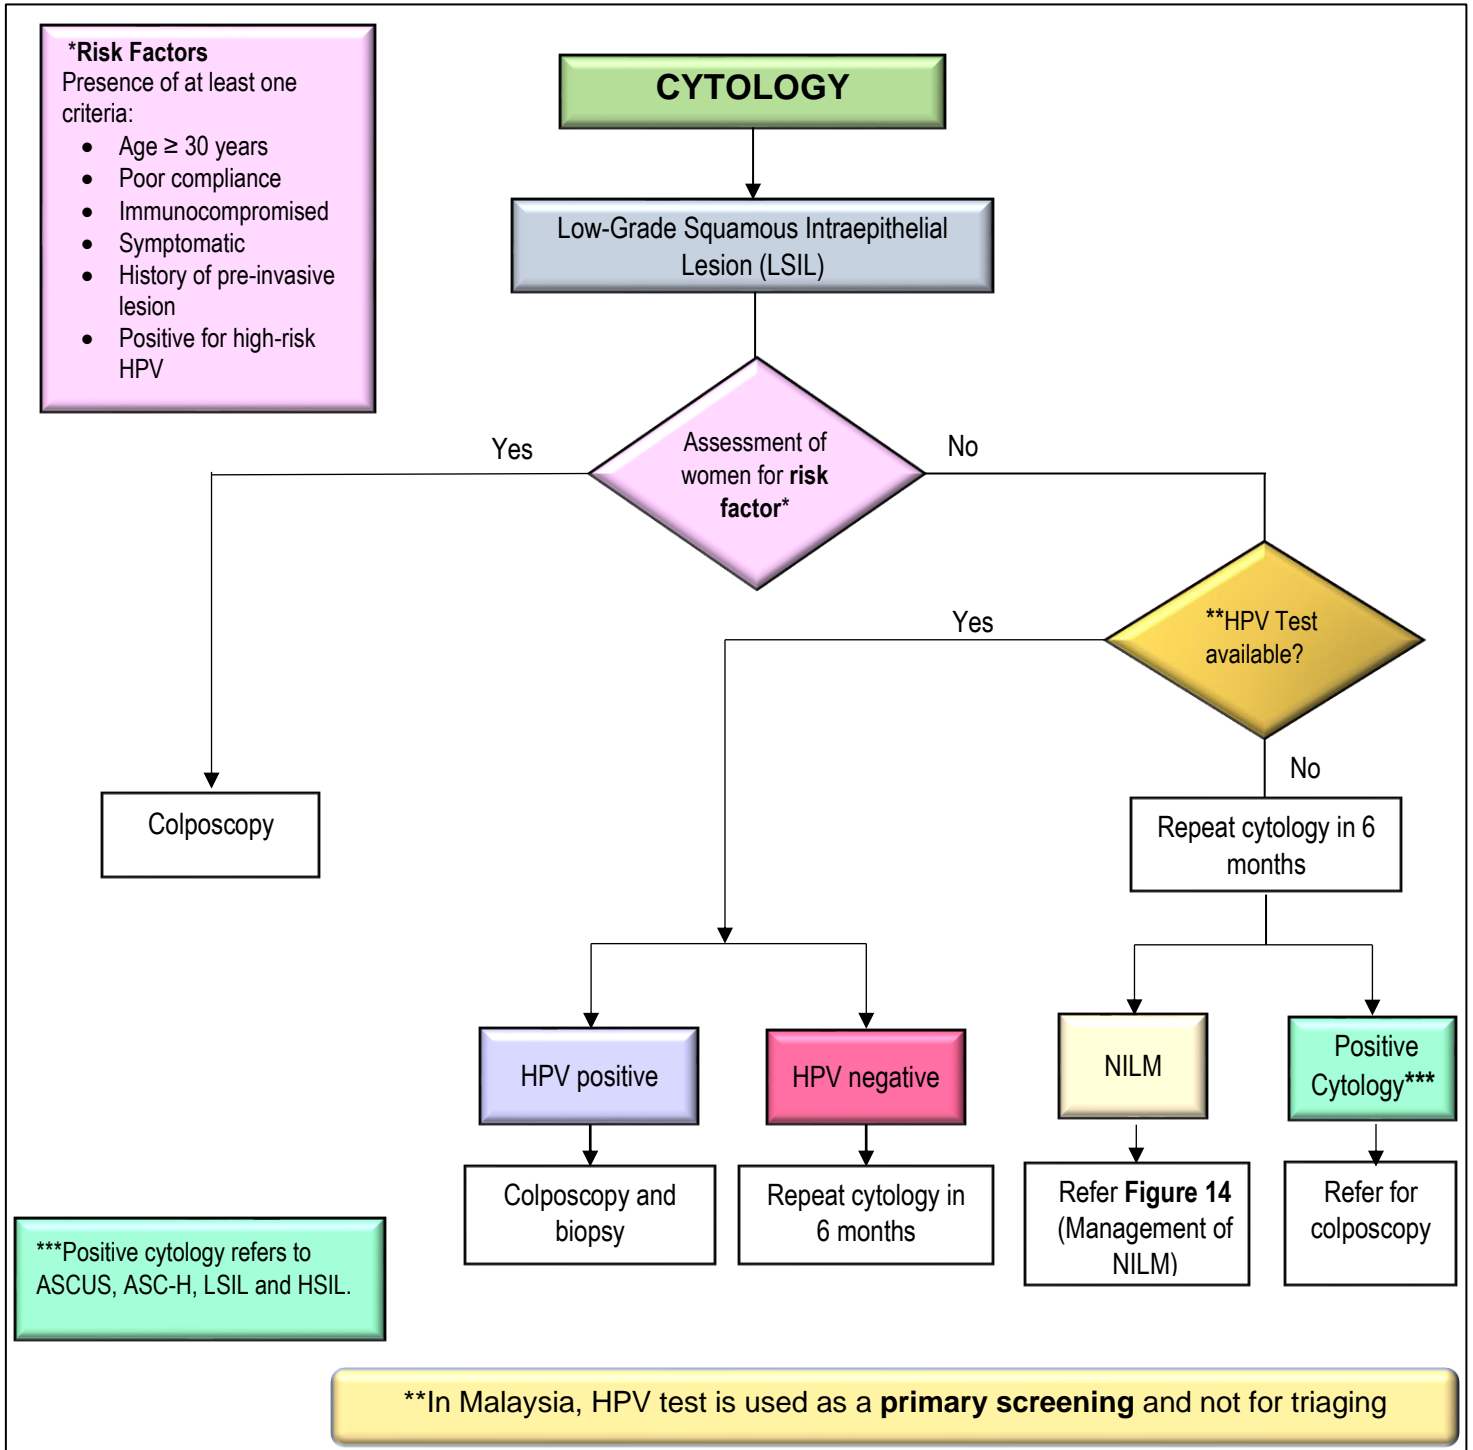 *Risk Factors
Presence of at least one
criteria:
• Age ≥ 30 years
• Poor compliance
• Immunocompromised
• Symptomatic
• History of pre-invasive
lesion
• Positive for high-risk
HPV
CYTOLOGY
Low-Grade Squamous Intraepithelial
Lesion (LSIL)
Assessment of
women for risk
factor*
Yes
No
**HPV Test
available?
Yes
No
Colposcopy
Repeat cytology in 6
months
HPV positive
HPV negative
NILM
Positive
Cytology***
Colposcopy and
biopsy
Repeat cytology in
6 months
Refer Figure 14
(Management of
NILM)
Refer for
colposcopy
***Positive cytology refers to
ASCUS, ASC-H, LSIL and HSIL.
**In Malaysia, HPV test is used as a primary screening and not for triaging